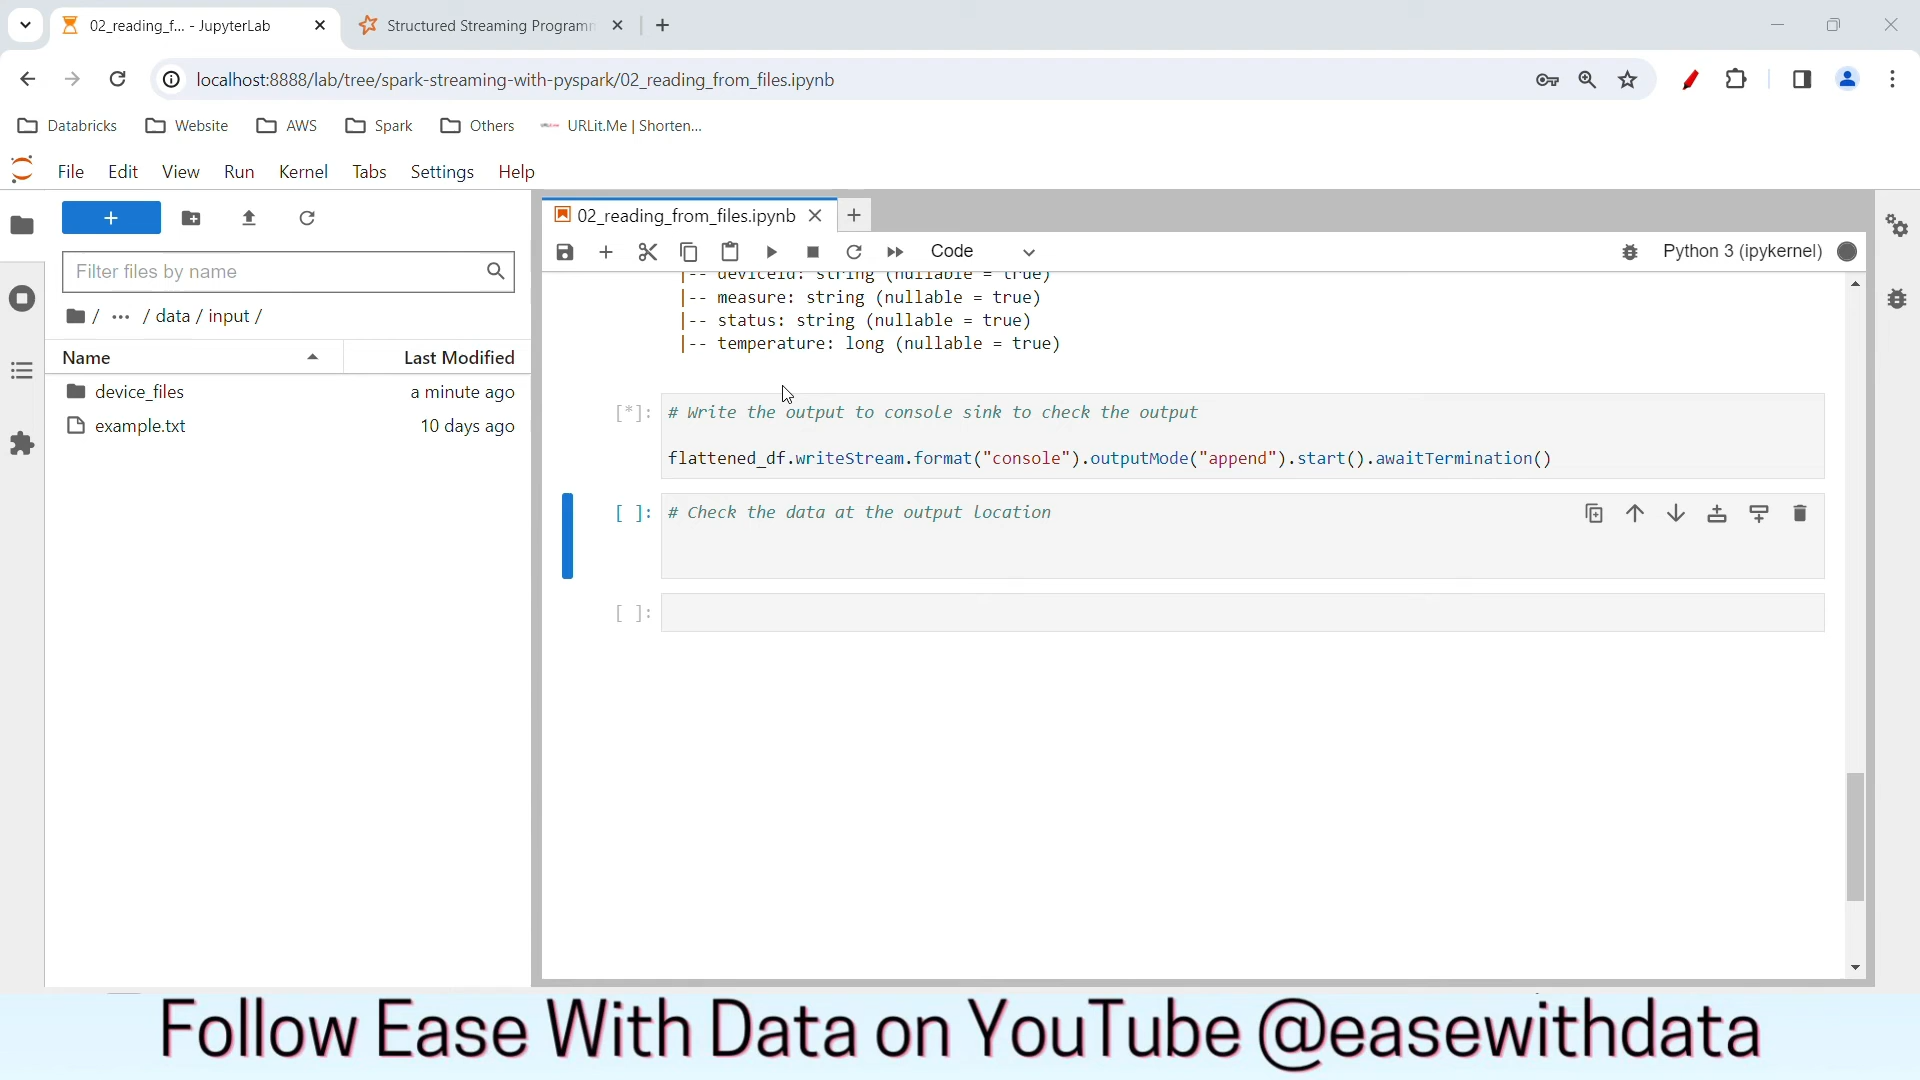 02_reading_f... - JupyterLab
Structured Streaming Programm
localhost:8888/lab/tree/spark-streaming-with-pyspark/02_reading_from_files.ipynb
Databricks
Website
AWS
Spark
Others
URLit.Me | Shorten...
File
Edit
View
Run
Kernel
Tabs
Settings
Help
02_reading_from_files.ipynb
Code
Python 3 (ipykernel)
Filter files by name
/ ... / data / input /
Name
Last Modified
device_files
a minute ago
example.txt
10 days ago
|-- deviceId: string (nullable = true)
|-- measure: string (nullable = true)
|-- status: string (nullable = true)
|-- temperature: long (nullable = true)
[*]:
# Write the output to console sink to check the output
flattened_df.writeStream.format("console").outputMode("append").start().awaitTermination()
[ ]:
# Check the data at the output location
[ ]:
Follow Ease With Data on YouTube @easewithdata